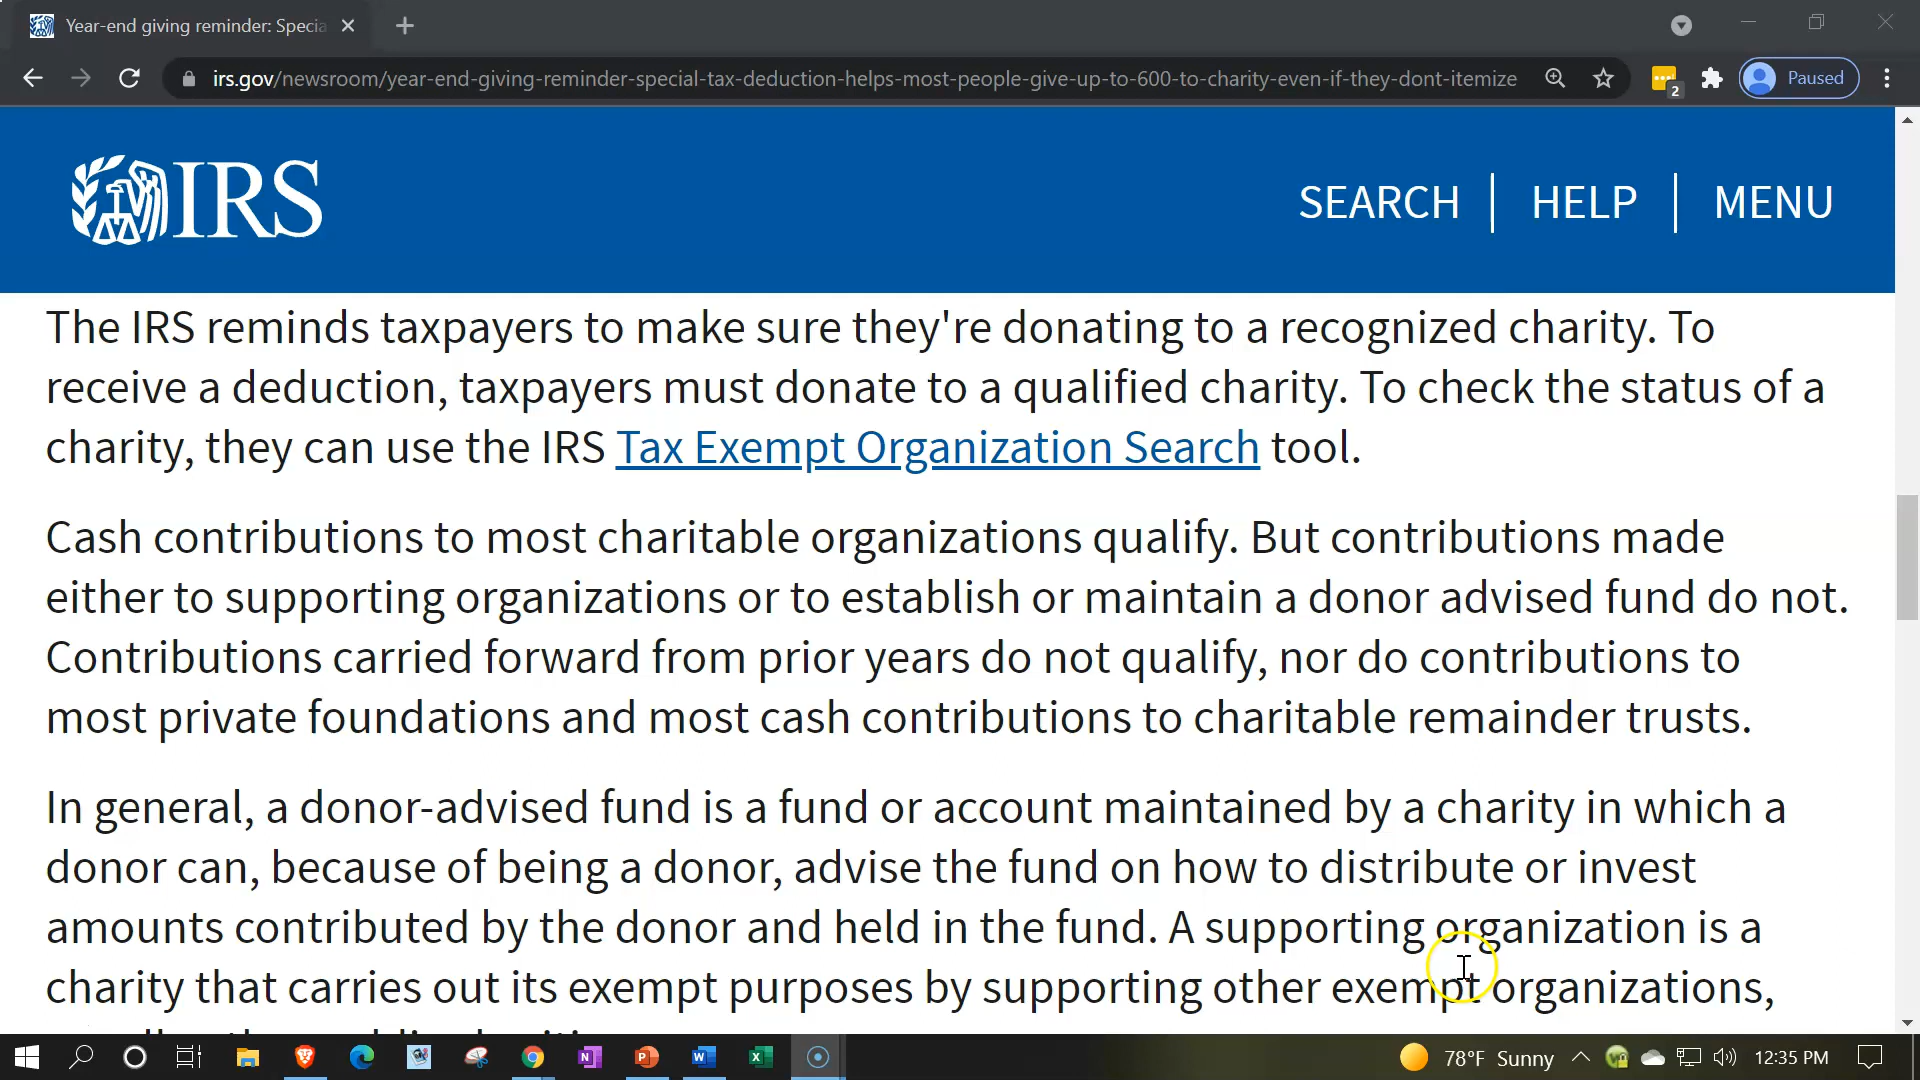 Year-end giving reminder: Specia
irs.gov/newsroom/year-end-giving-reminder-special-tax-deduction-helps-most-people-give-up-to-600-to-charity-even-if-they-dont-itemize
2
Paused
IRS
SEARCH | HELP | MENU
The IRS reminds taxpayers to make sure they're donating to a recognized charity. To
receive a deduction, taxpayers must donate to a qualified charity. To check the status of a
charity, they can use the IRS Tax Exempt Organization Search tool.
Cash contributions to most charitable organizations qualify. But contributions made
either to supporting organizations or to establish or maintain a donor advised fund do not.
Contributions carried forward from prior years do not qualify, nor do contributions to
most private foundations and most cash contributions to charitable remainder trusts.
In general, a donor-advised fund is a fund or account maintained by a charity in which a
donor can, because of being a donor, advise the fund on how to distribute or invest
amounts contributed by the donor and held in the fund. A supporting organization is a
charity that carries out its exempt purposes by supporting other exempt organizations,
78°F Sunny
12:35 PM